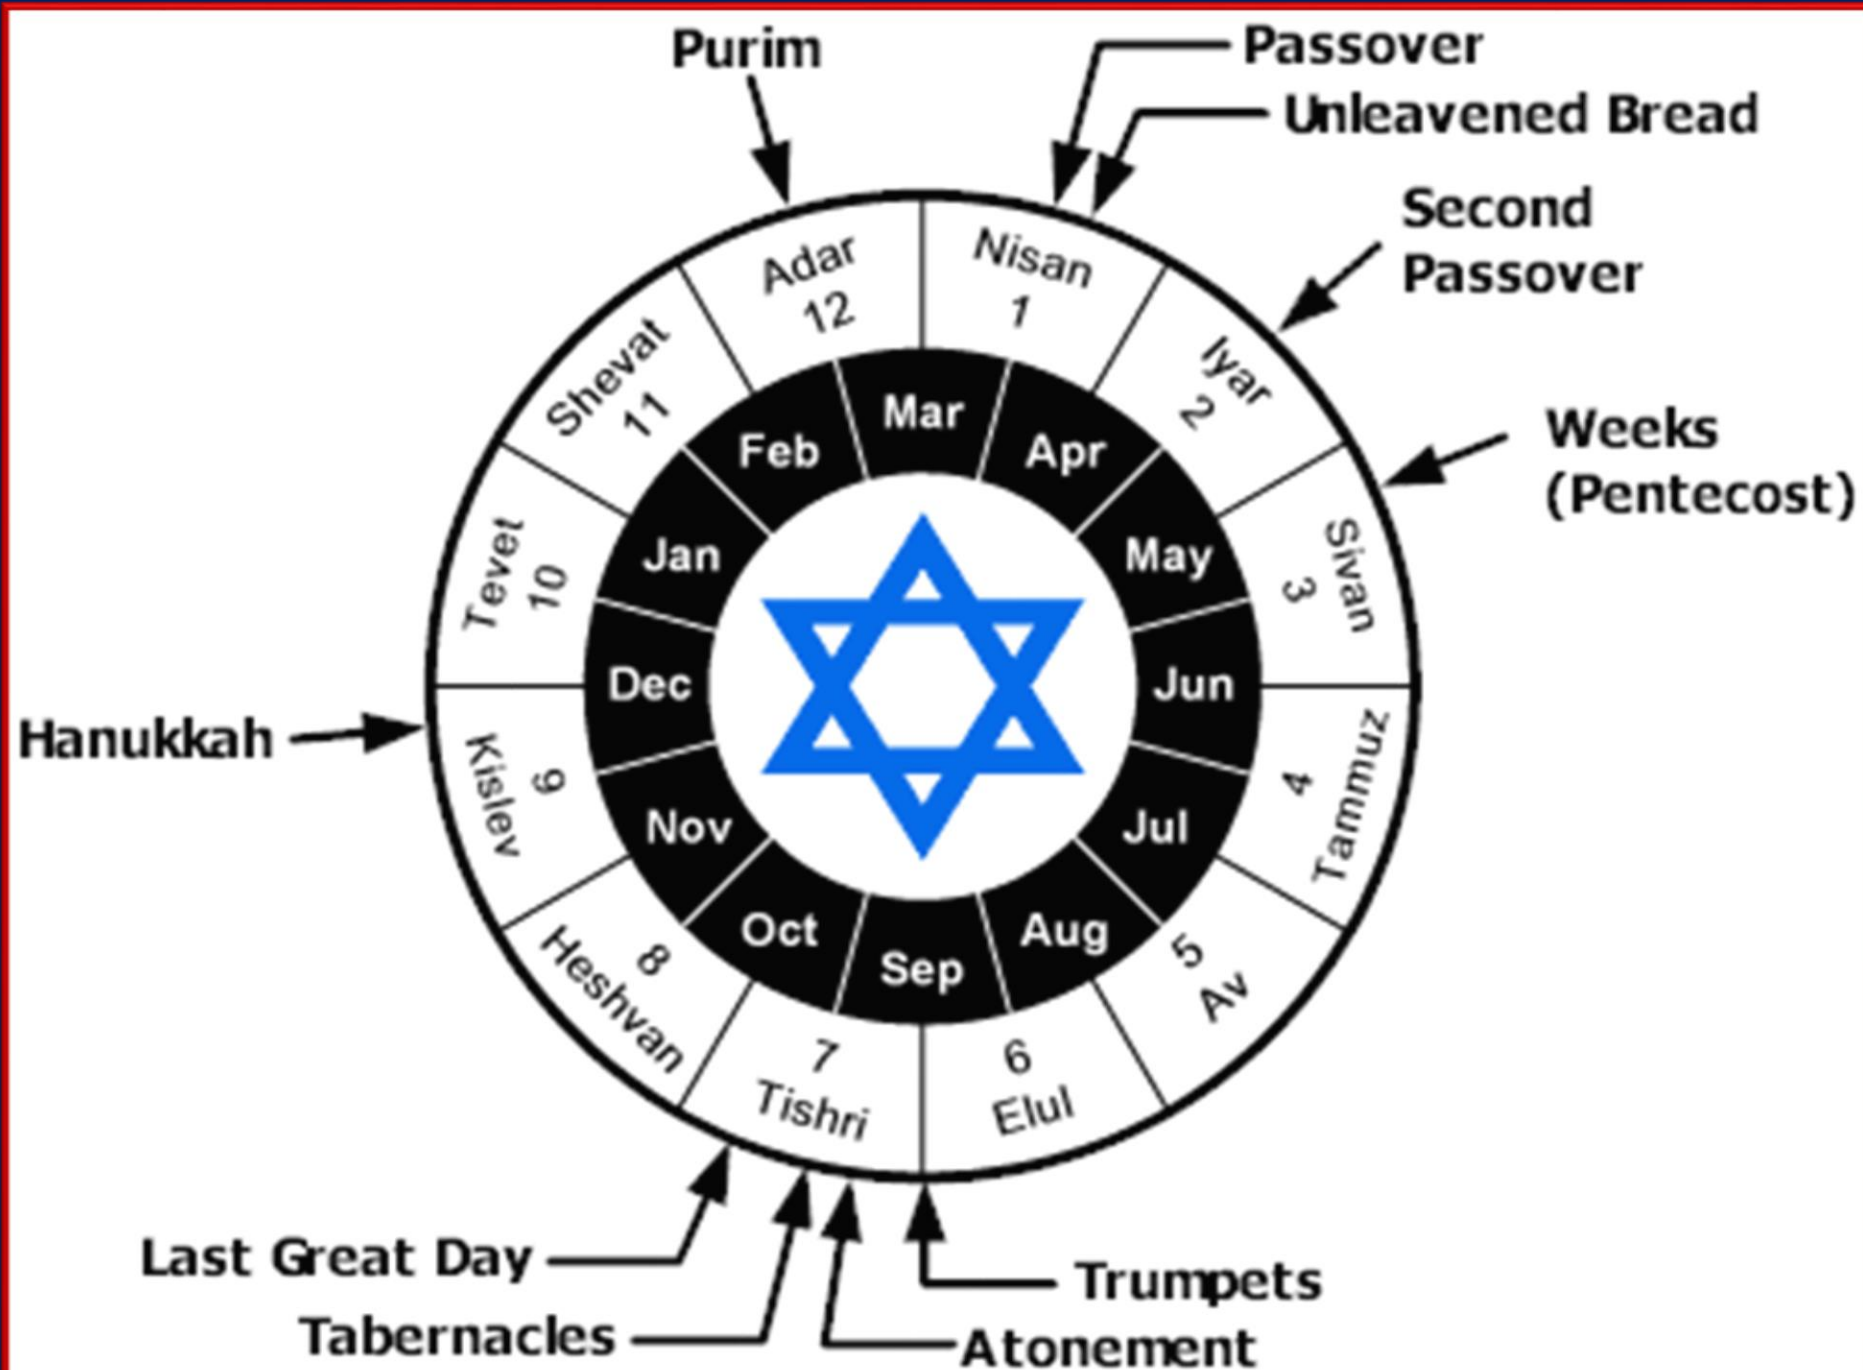 Purim
Passover
Unleavened Bread
Second
Passover
Weeks
(Pentecost)
Nisan
1
Iyar
2
Sivan
3
Tammuz
4
5
Av
6
Elul
7
Tishri
8
Heshvan
9
Kislev
Tevet
10
Shevat
11
Adar
12
Mar
Apr
May
Jun
Jul
Aug
Sep
Oct
Nov
Dec
Jan
Feb
Hanukkah
Last Great Day
Tabernacles
Trumpets
Atonement